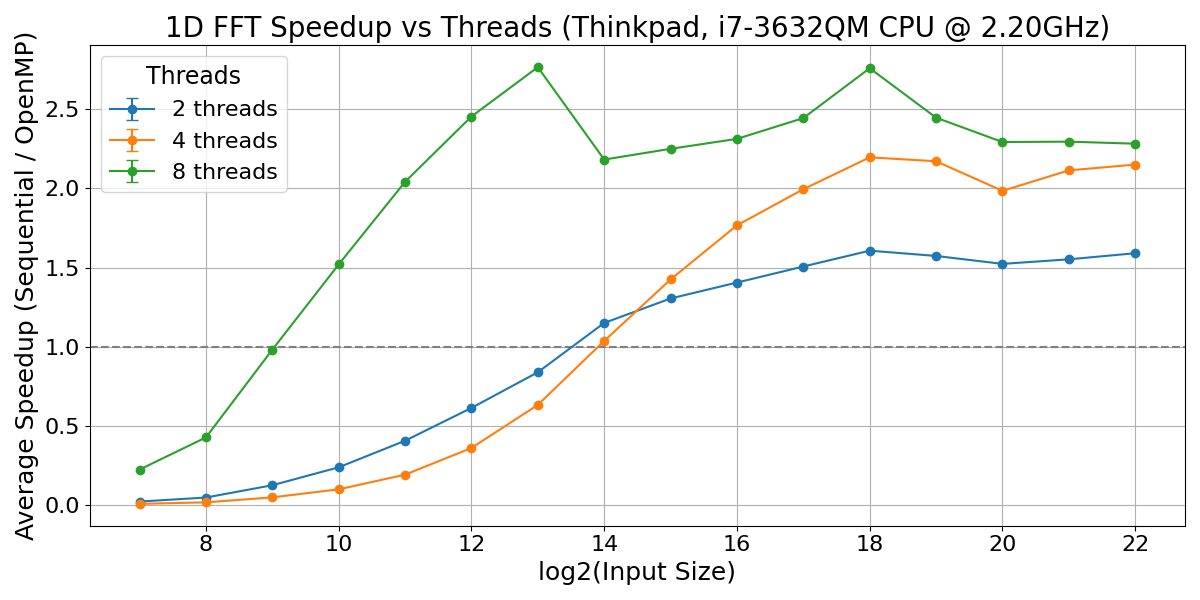 1D FFT Speedup vs Threads (Thinkpad, i7-3632QM CPU @ 2.20GHz)
Average Speedup (Sequential / OpenMP)
Threads
2 threads
4 threads
8 threads
2.5
2.0
1.5
1.0
0.5
0.0
8 10 12 14 16 18 20 22
log2(Input Size)